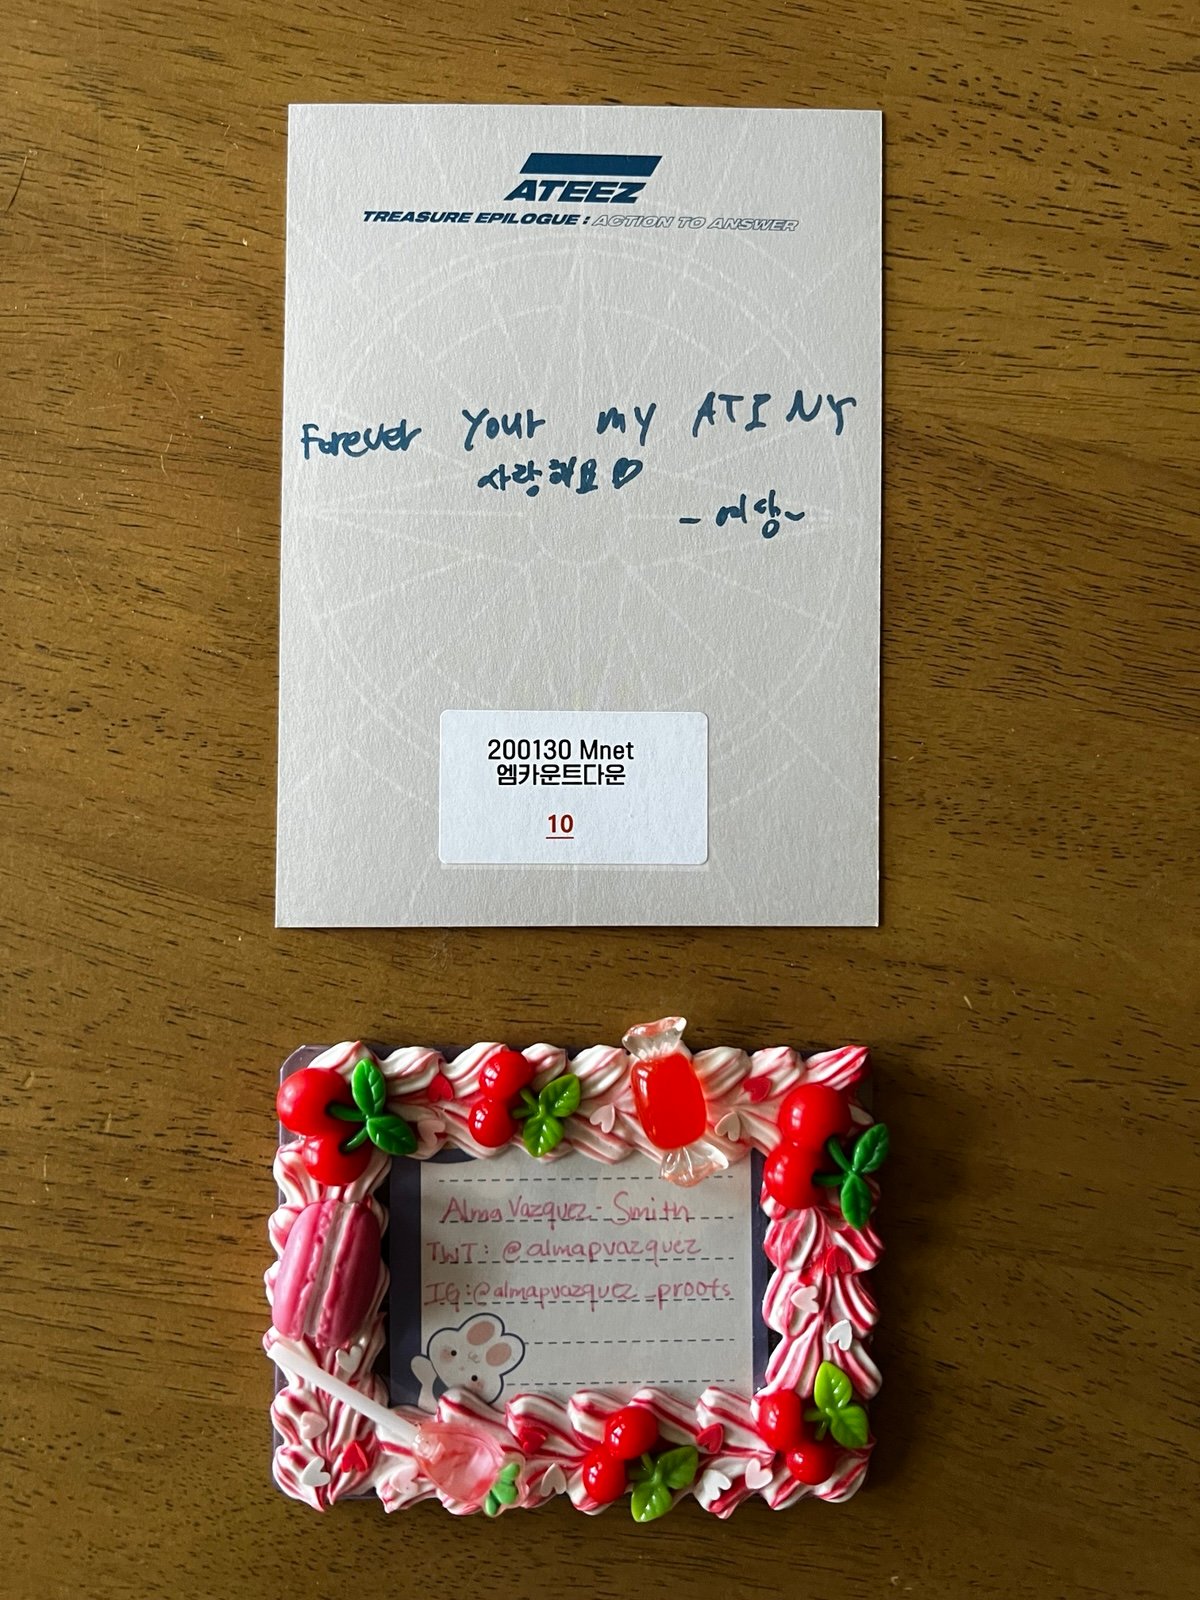 ATEEZ
TREASURE EPILOGUE : ACTION TO ANSWER
Forever Your my ATINY
사랑해요♡
- 여상~
200130 Mnet
엠카운트다운
10
Alma Vazquez-Smith
TWT: @almapvazquez
IG:@almapvazquez_proofs